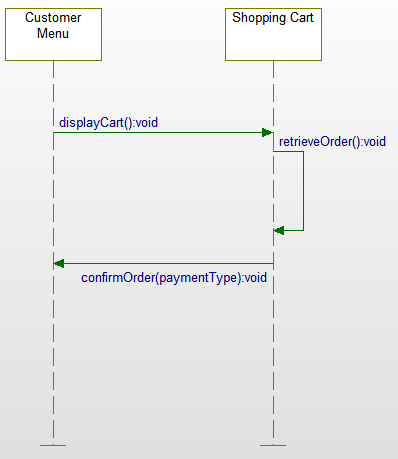 Customer
Menu
Shopping Cart
displayCart():void
retrieveOrder():void
confirmOrder(paymentType):void